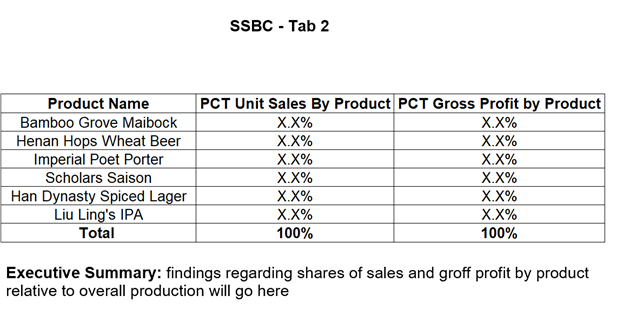 SSBC - Tab 2
Product Name PCT Unit Sales By Product PCT Gross Profit by Product
Bamboo Grove Maibock X.X% X.X%
Henan Hops Wheat Beer X.X% X.X%
Imperial Poet Porter X.X% X.X%
Scholars Saison X.X% X.X%
Han Dynasty Spiced Lager X.X% X.X%
Liu Ling's IPA X.X% X.X%
Total 100% 100%
Executive Summary: findings regarding shares of sales and groff profit by product
relative to overall production will go here